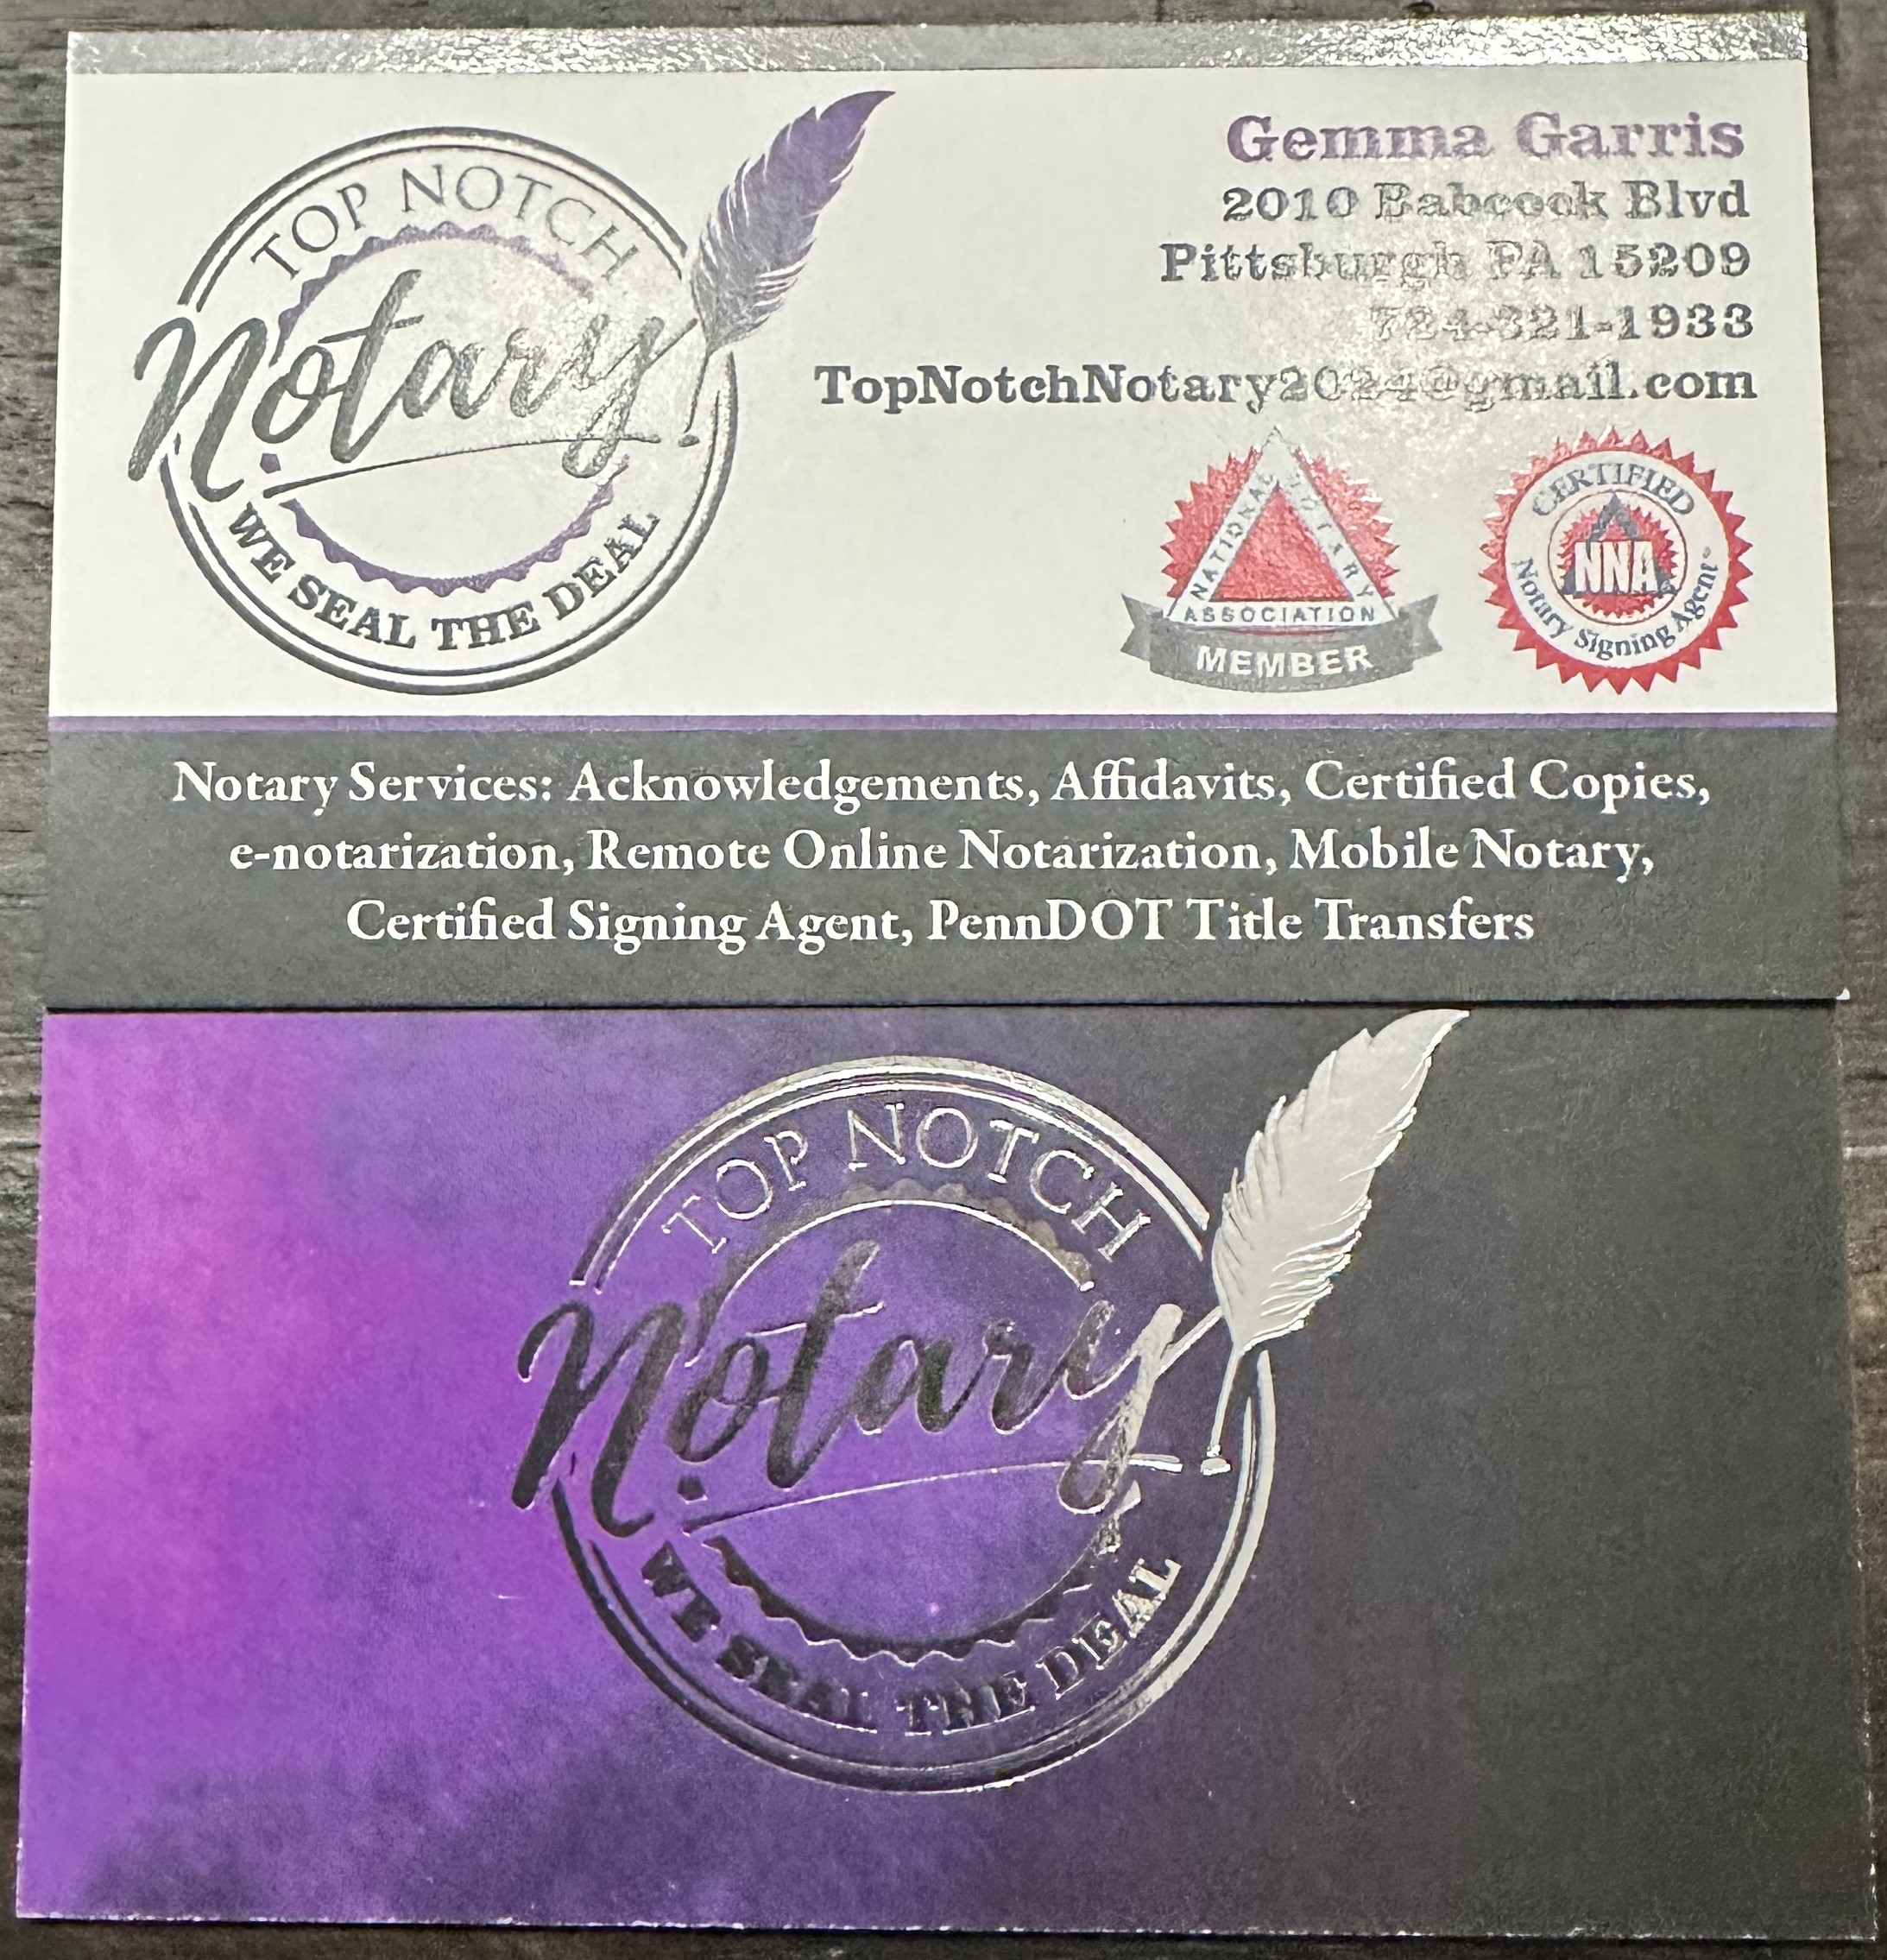 TOP NOTCH
Notary
WE SEAL THE DEAL
Gemma Garris
2010 Babcock Blvd
Pittsburgh PA 15209
724-321-1933
TopNotchNotary2024@gmail.com
NATIONAL NOTARY
ASSOCIATION
MEMBER
CERTIFIED
NNA
Notary Signing Agent®
Notary Services: Acknowledgements, Affidavits, Certified Copies,
e-notarization, Remote Online Notarization, Mobile Notary,
Certified Signing Agent, PennDOT Title Transfers
TOP NOTCH
Notary
WE SEAL THE DEAL